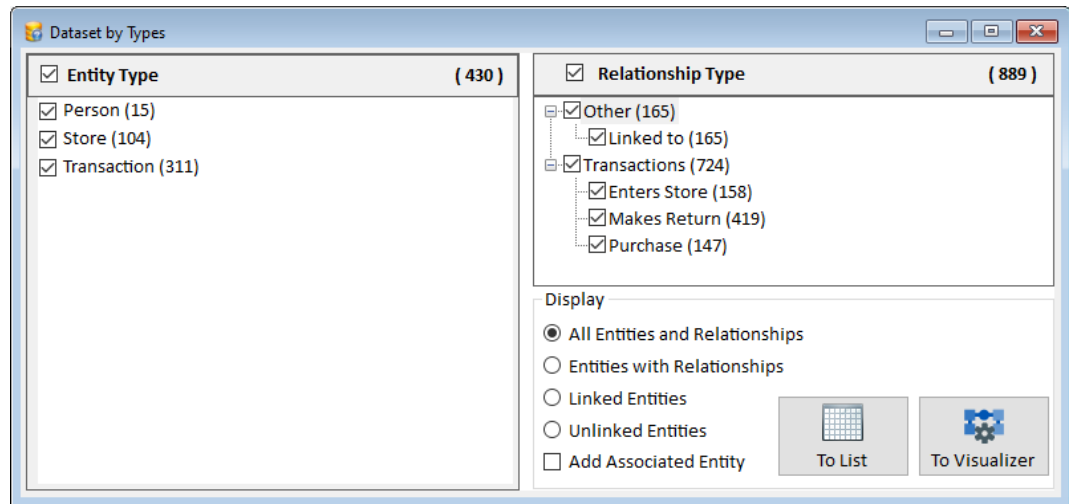 Dataset by Types
Entity Type (430)
Person (15)
Store (104)
Transaction (311)
Relationship Type (889)
Other (165)
Linked to (165)
Transactions (724)
Enters Store (158)
Makes Return (419)
Purchase (147)
Display
All Entities and Relationships
Entities with Relationships
Linked Entities
Unlinked Entities
Add Associated Entity
To List
To Visualizer